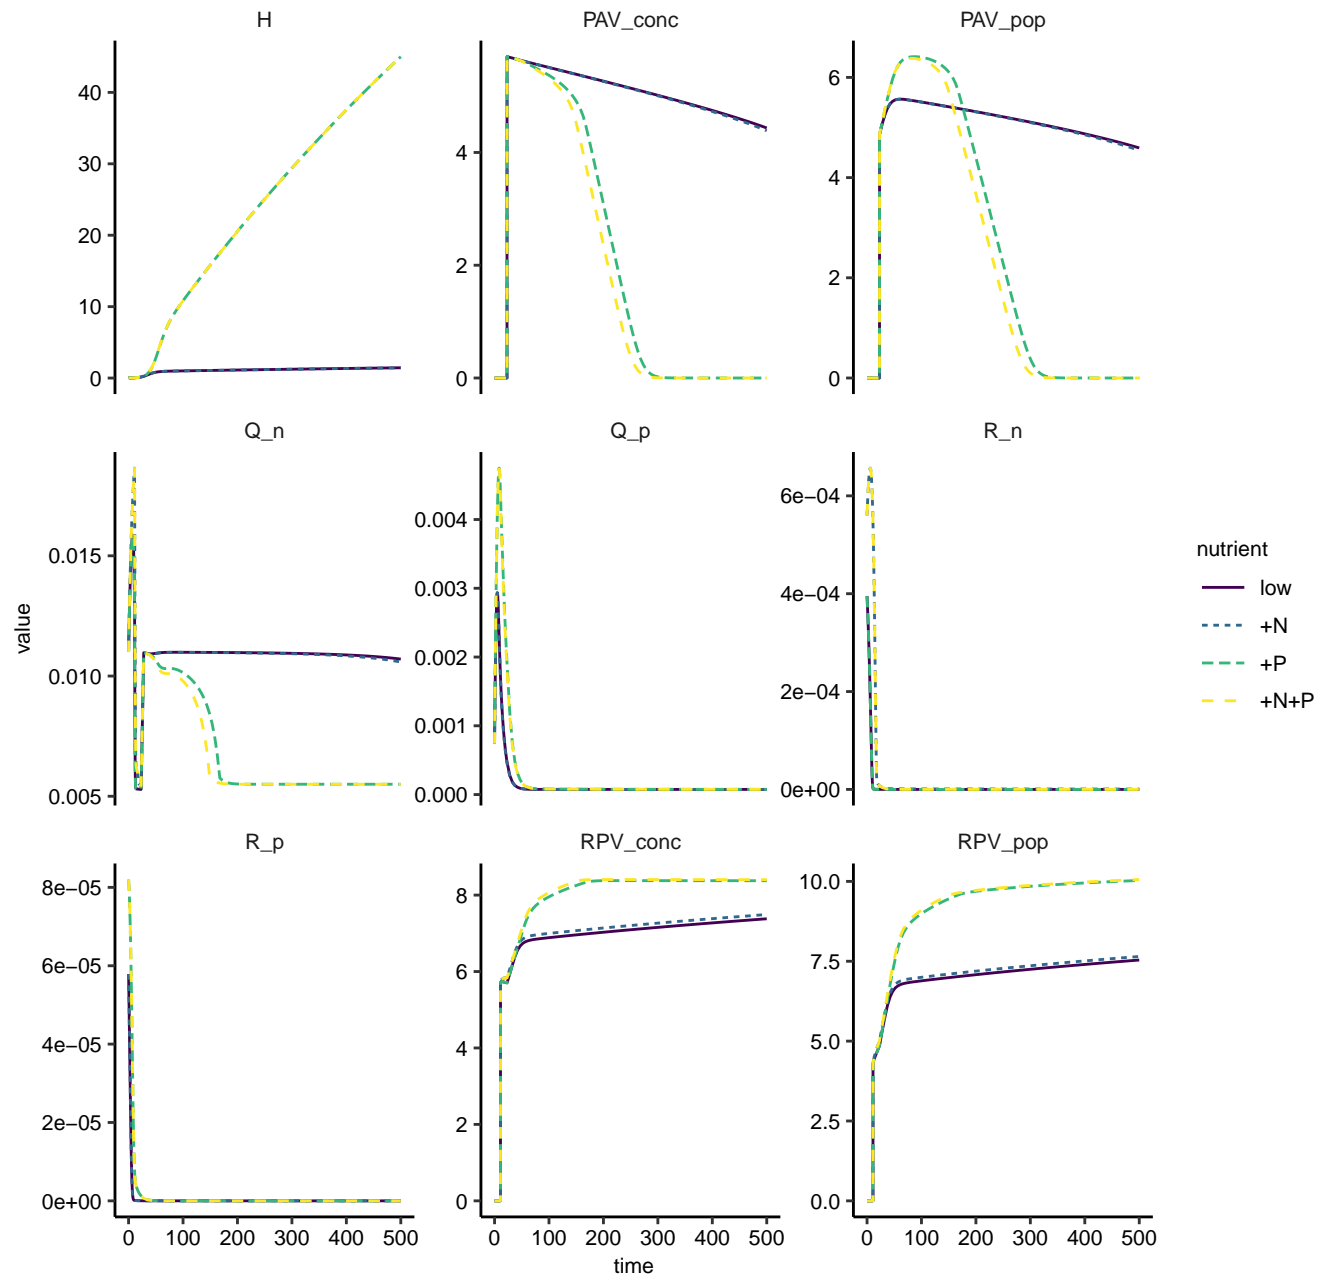 H PAV_conc PAV_pop
40
30
20
10
0
4
2
0
6
4
2
0
Q_n Q_p R_n
0.015
0.010
0.005
0.004
0.003
0.002
0.001
0.000
6e−04
4e−04
2e−04
0e+00
value
nutrient
low
+N
+P
+N+P
R_p RPV_conc RPV_pop
8e−05
6e−05
4e−05
2e−05
0e+00
8
6
4
2
0
10.0
7.5
5.0
2.5
0.0
0 100 200 300 400 500 0 100 200 300 400 500 0 100 200 300 400 500
time